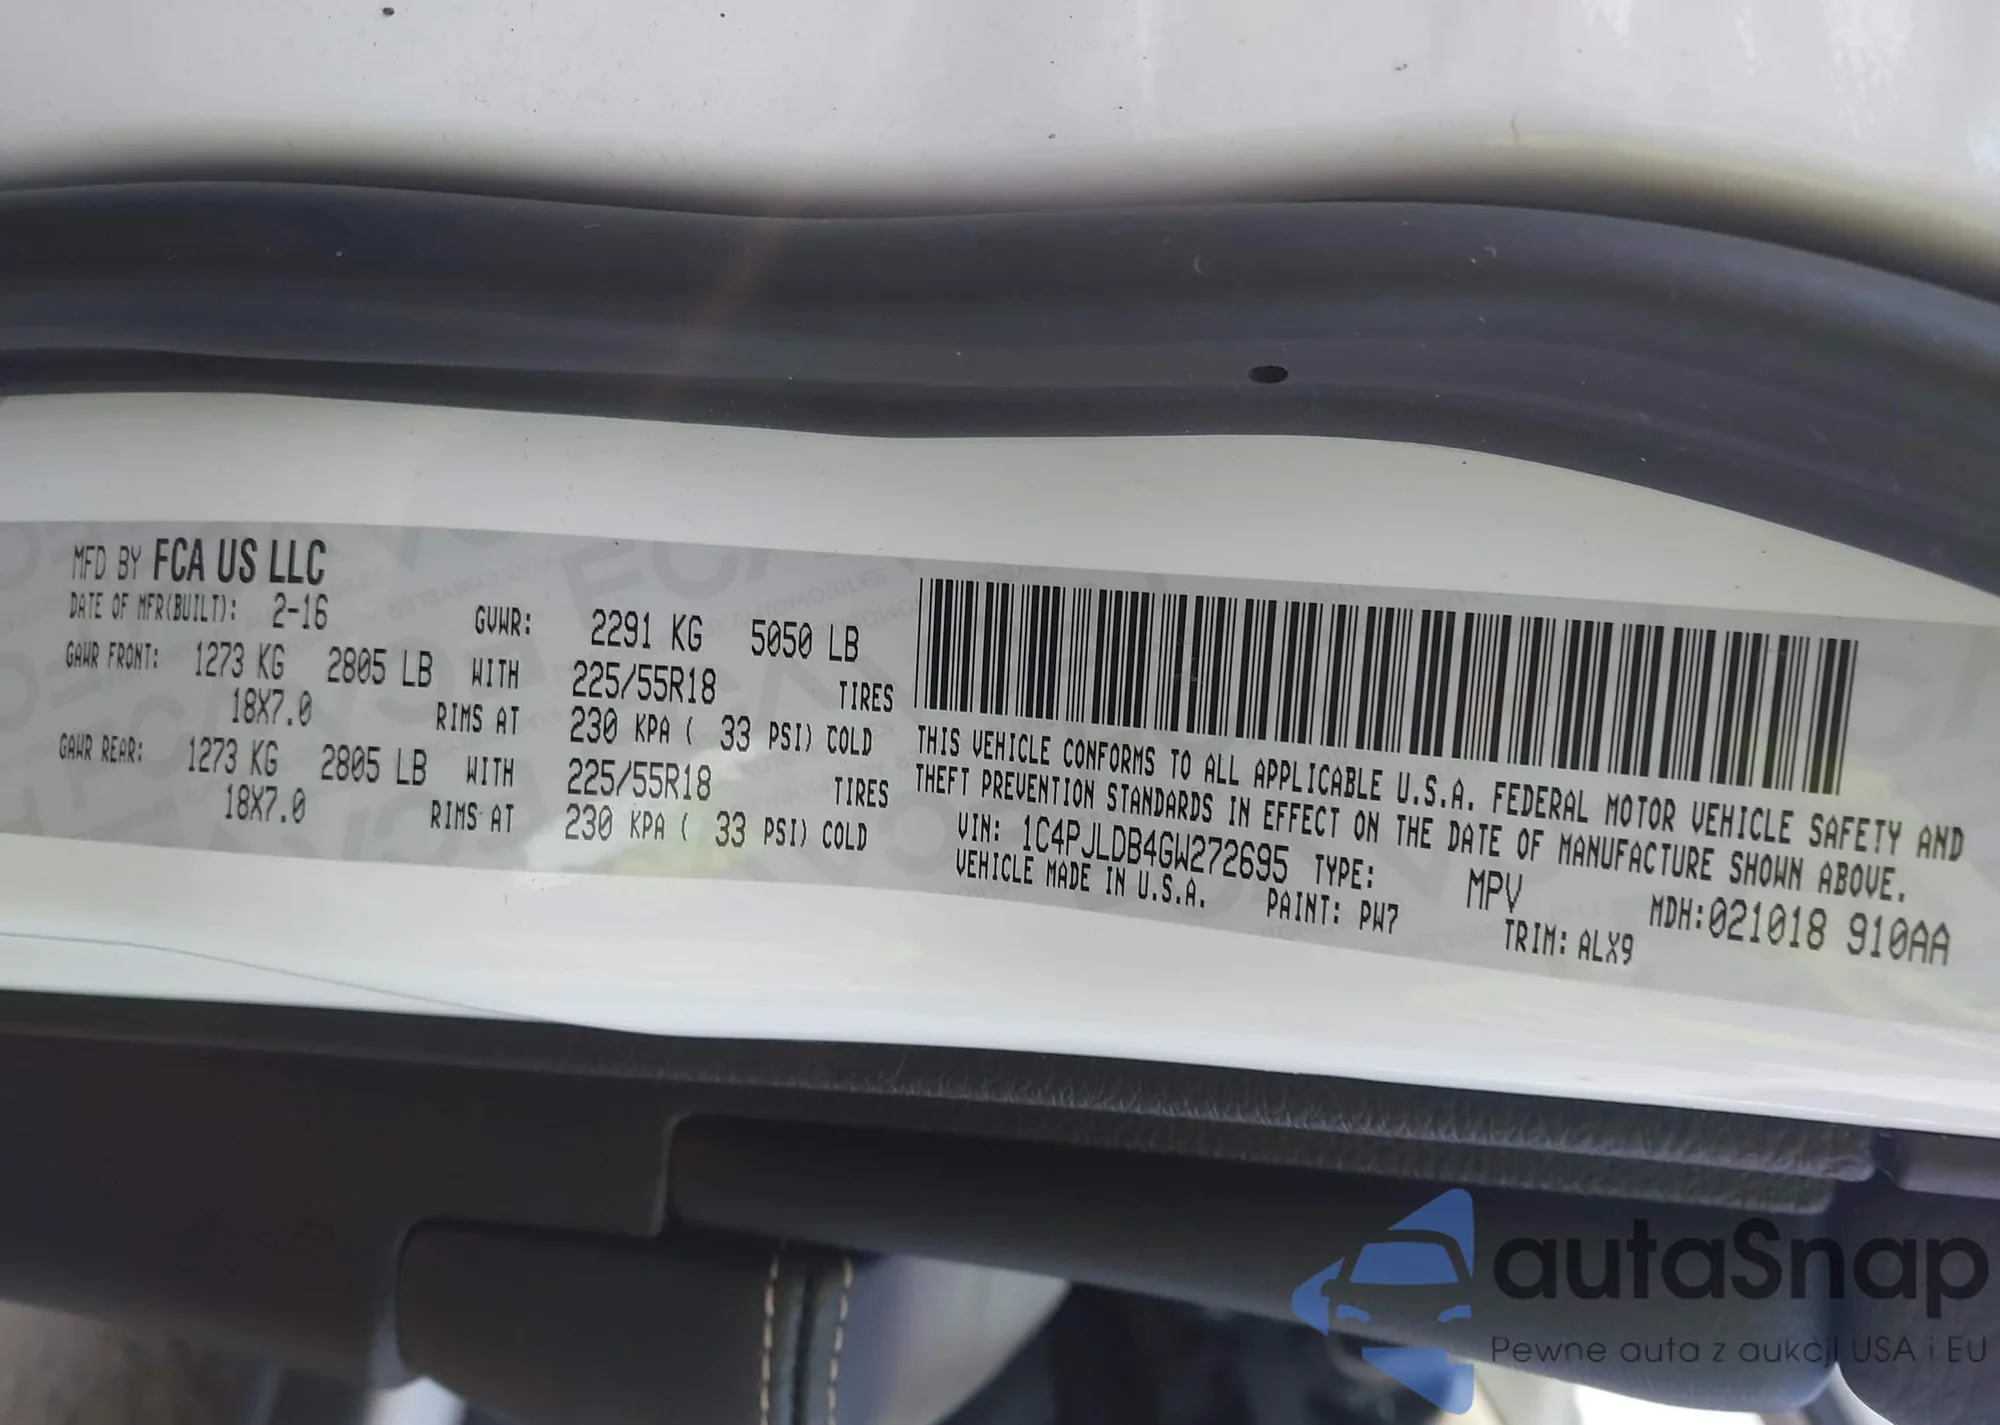 MFD BY FCA US LLC
DATE OF MFR(BUILT): 2-16 GVWR: 2291 KG 5050 LB
GAWR FRONT: 1273 KG 2805 LB WITH 225/55R18 TIRES
18X7.0 RIMS AT 230 KPA ( 33 PSI) COLD
GAWR REAR: 1273 KG 2805 LB WITH 225/55R18 TIRES
18X7.0 RIMS AT 230 KPA ( 33 PSI) COLD
THIS VEHICLE CONFORMS TO ALL APPLICABLE U.S.A. FEDERAL MOTOR VEHICLE SAFETY AND
THEFT PREVENTION STANDARDS IN EFFECT ON THE DATE OF MANUFACTURE SHOWN ABOVE.
VIN: 1C4PJLDB4GW272695 TYPE: MPV MDH:021018 910AA
VEHICLE MADE IN U.S.A. PAINT: PW7 TRIM: ALX9
autaSnap
Pewne auta z aukcji USA i EU